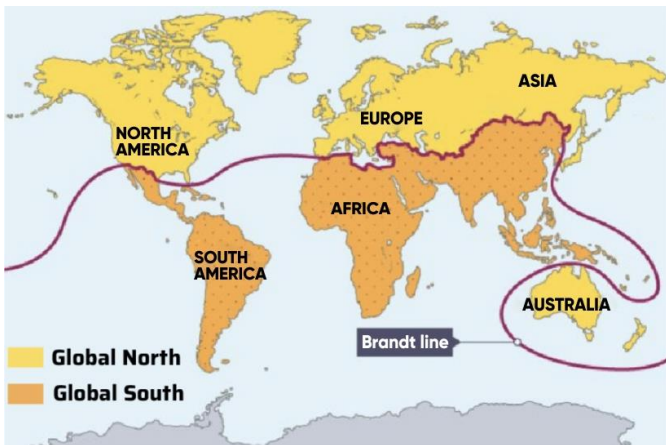 ASIA
EUROPE
NORTH
AMERICA
AFRICA
SOUTH
AMERICA
AUSTRALIA
Brandt line
Global North
Global South